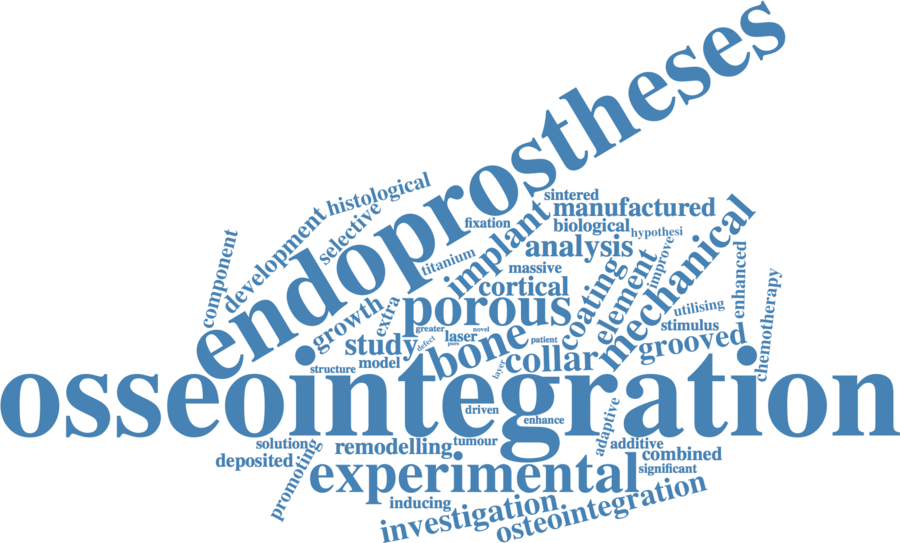 endoprostheses
histological
sintered
manufactured
selective
fixation
implant
biological
hypothesi
development
component
titanium
analysis
mechanical
massive
improve
enhanced
cortical
coating
element
chemotherapy
growth
extra
porous
utilising
stimulus
greater
novel
study
defect
laser
pore
bone
patient
grooved
model
structure
layer
collar
osseointegration
driven
enhance
adaptive
solution
remodelling
tumour
additive
deposited
promoting
combined
experimental
significant
inducing
investigation
osteointegration